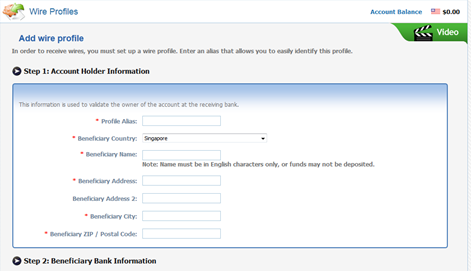 Wire Profiles
Account Balance $0.00
Video
Add wire profile
In order to receive wires, you must set up a wire profile. Enter an alias that allows you to easily identify this profile.
Step 1: Account Holder Information
This information is used to validate the owner of the account at the receiving bank.
* Profile Alias:
* Beneficiary Country: Singapore
* Beneficiary Name:
Note: Name must be in English characters only, or funds may not be deposited.
* Beneficiary Address:
Beneficiary Address 2:
* Beneficiary City:
* Beneficiary ZIP / Postal Code:
Step 2: Beneficiary Bank Information